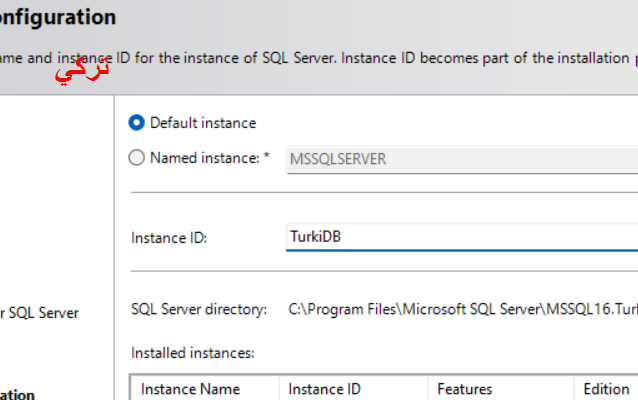 onfiguration
ame and instance ID for the instance of SQL Server. Instance ID becomes part of the installation p
تركي
Default instance
Named instance: * MSSQLSERVER
Instance ID: TurkiDB
r SQL Server
SQL Server directory: C:\Program Files\Microsoft SQL Server\MSSQL16.Turk
Installed instances:
ation
Instance Name Instance ID Features Edition